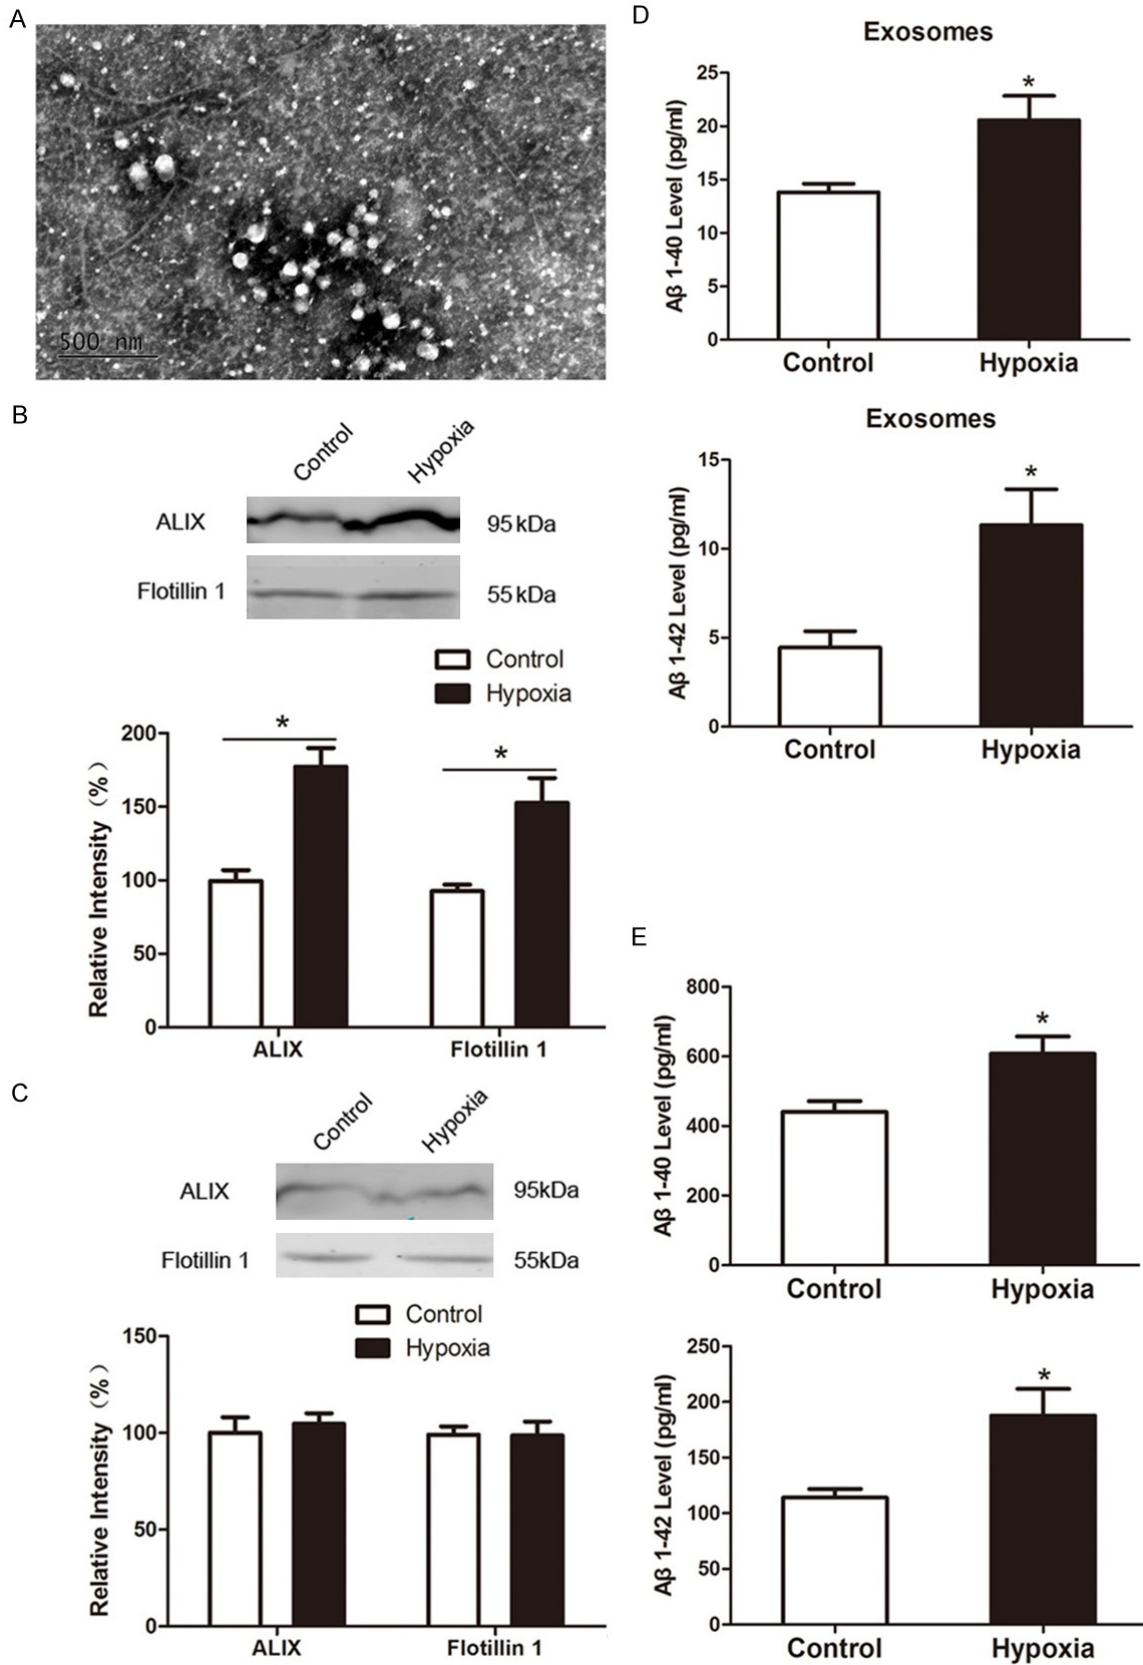 A
500 nm
B
Control Hypoxia
ALIX 95kDa
Flotillin 1 55kDa
Control
Hypoxia
Relative Intensity (%)
200
150
100
50
0
* *
ALIX Flotillin 1
C
Control Hypoxia
ALIX 95kDa
Flotillin 1 55kDa
Control
Hypoxia
Relative Intensity (%)
150
100
50
0
ALIX Flotillin 1
D
Exosomes
Aβ 1-40 Level (pg/ml)
25
20
15
10
5
0
*
Control Hypoxia
Exosomes
Aβ 1-42 Level (pg/ml)
15
10
5
0
*
Control Hypoxia
E
Aβ 1-40 Level (pg/ml)
800
600
400
200
0
*
Control Hypoxia
Aβ 1-42 Level (pg/ml)
250
200
150
100
50
0
*
Control Hypoxia